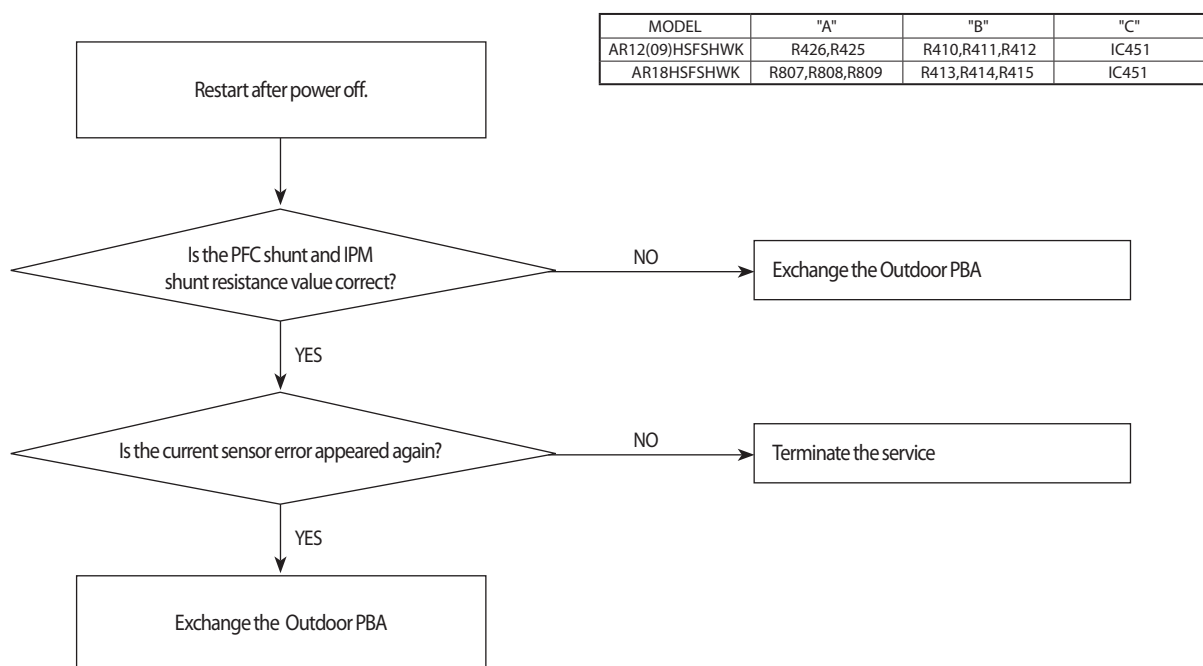 MODEL "A" "B" "C"
AR12(09)HSFSHWK R426,R425 R410,R411,R412 IC451
AR18HSFSHWK R807,R808,R809 R413,R414,R415 IC451
Restart after power off.
Is the PFC shunt and IPM
shunt resistance value correct?
NO
Exchange the Outdoor PBA
YES
Is the current sensor error appeared again?
NO
Terminate the service
YES
Exchange the Outdoor PBA